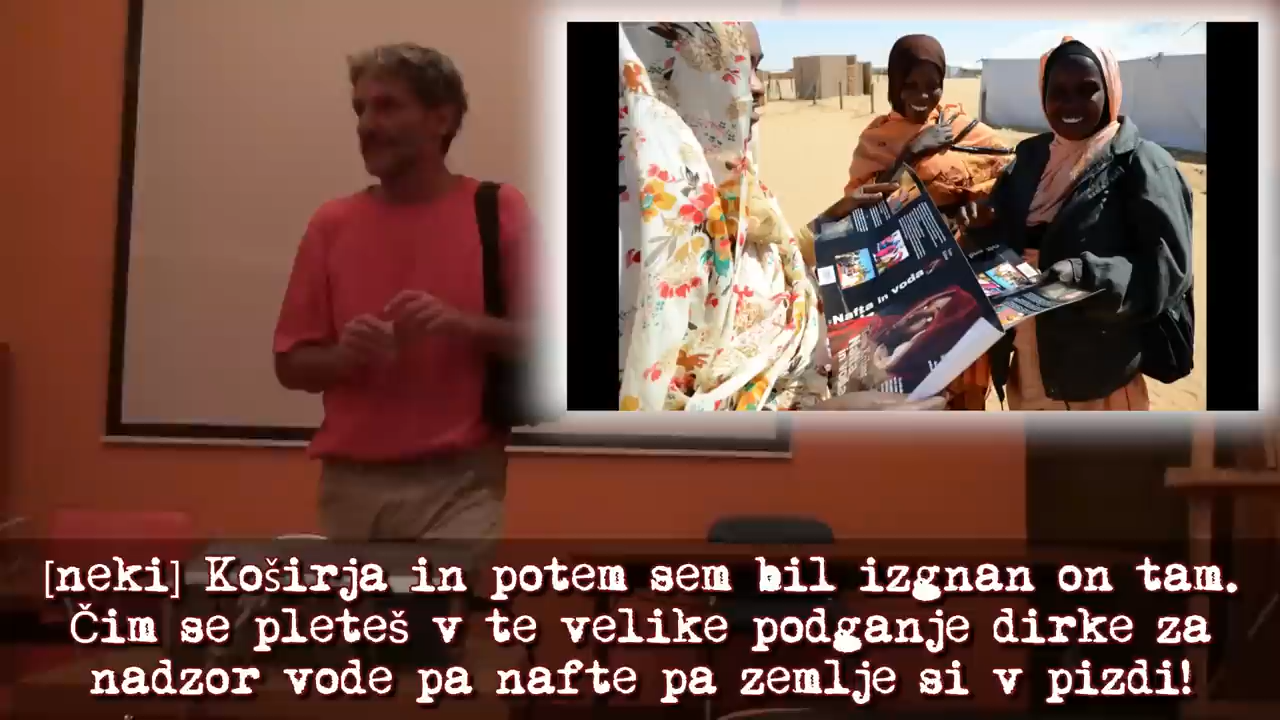 Nafta in voda
[neki] Koširja in potem sem bil izgnan on tam.
Čim se pleteš v te velike podganje dirke za
nadzor vode pa nafte pa zemlje si v pizdi!